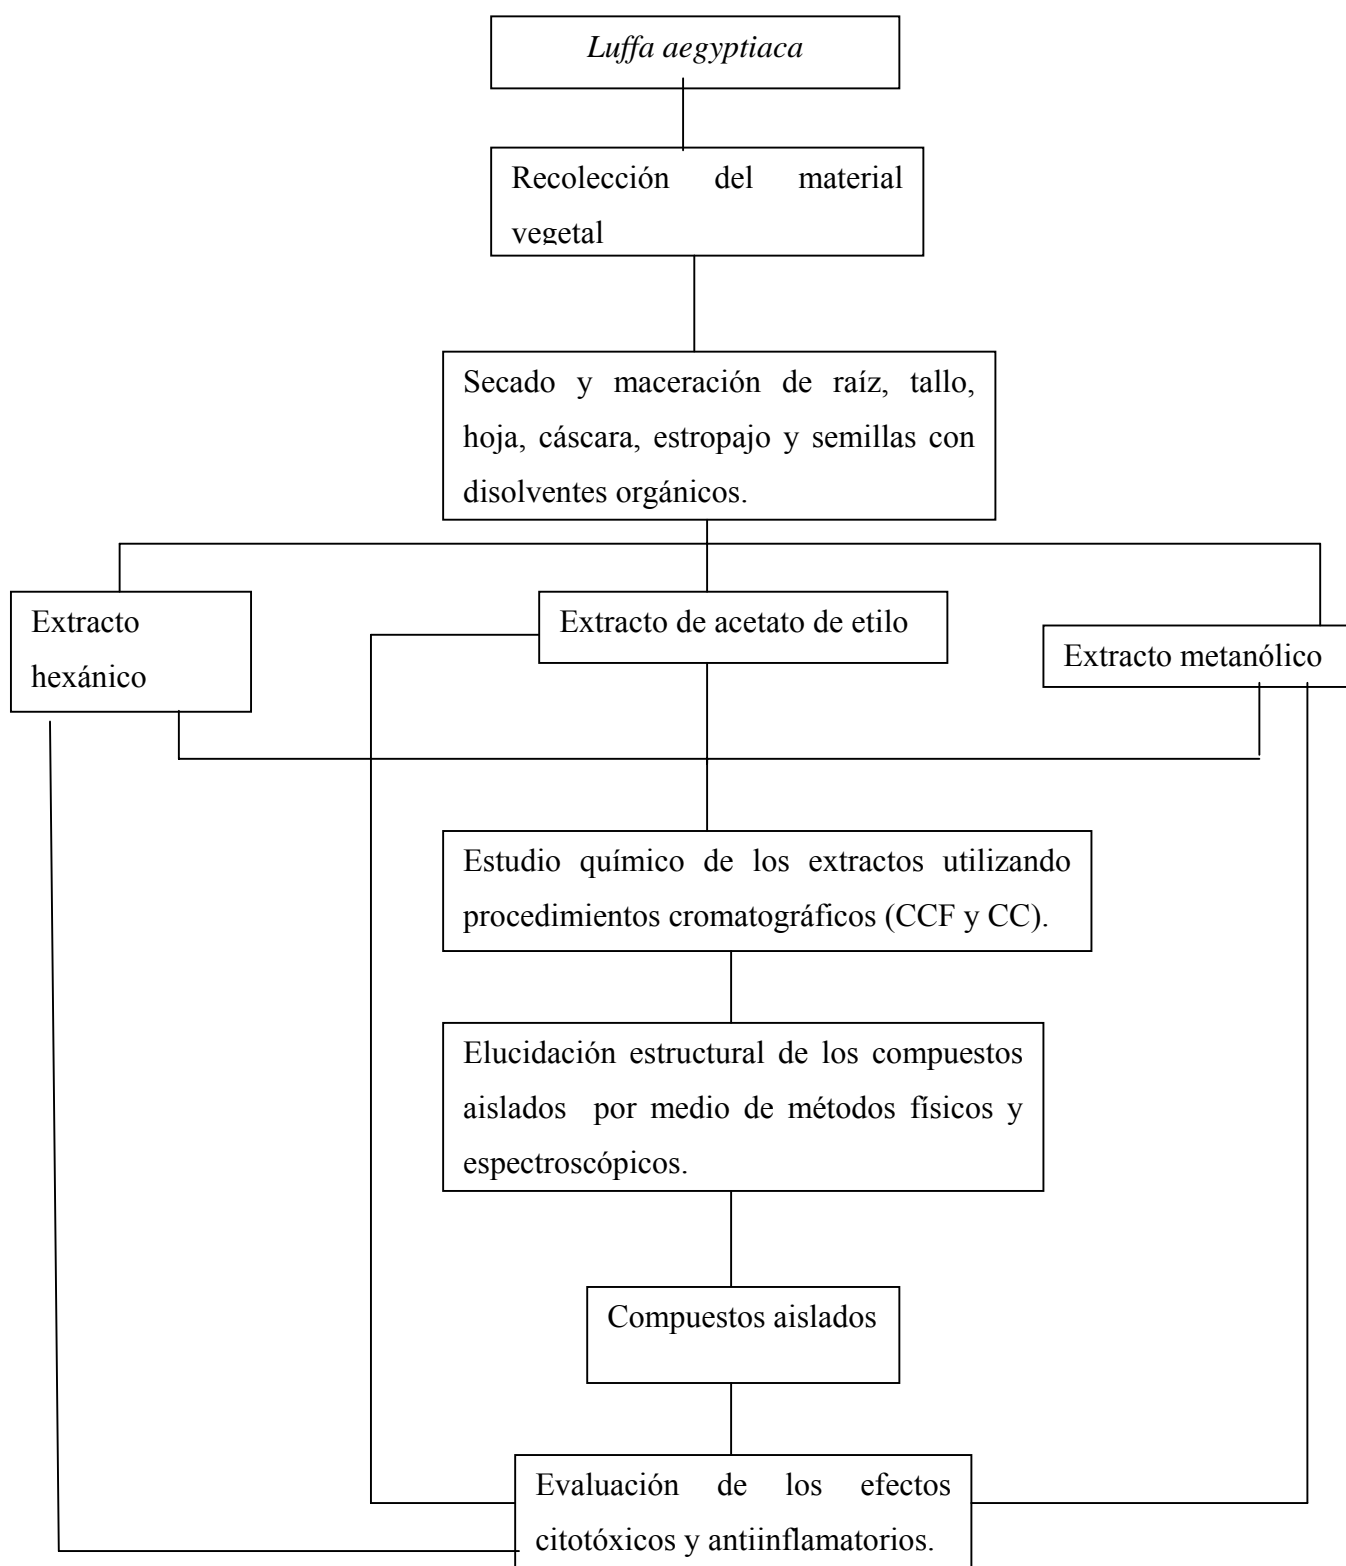 Luffa aegyptiaca
Recolección del material
vegetal
Secado y maceración de raíz, tallo,
hoja, cáscara, estropajo y semillas con
disolventes orgánicos.
Extracto
hexánico
Extracto de acetato de etilo
Extracto metanólico
Estudio químico de los extractos utilizando
procedimientos cromatográficos (CCF y CC).
Elucidación estructural de los compuestos
aislados por medio de métodos físicos y
espectroscópicos.
Compuestos aislados
Evaluación de los efectos
citotóxicos y antiinflamatorios.